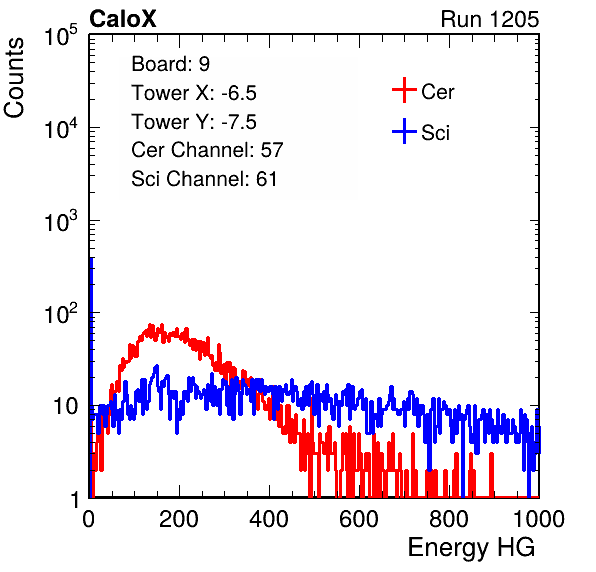 CaloX Run 1205
Counts
Board: 9
Tower X: -6.5
Tower Y: -7.5
Cer Channel: 57
Sci Channel: 61
Cer
Sci
10^5
10^4
10^3
10^2
10
1
0 200 400 600 800 1000
Energy HG